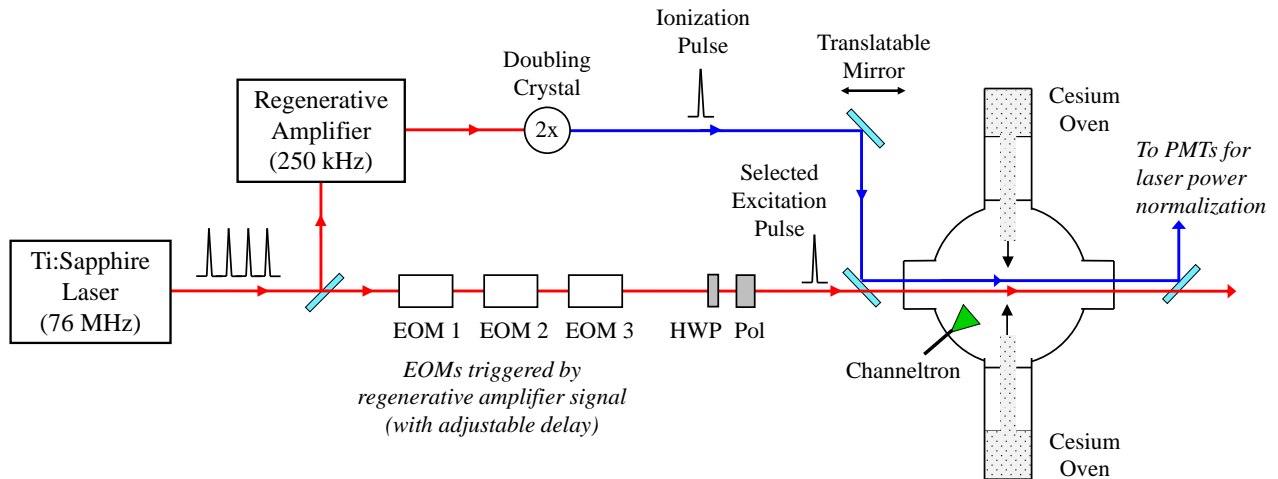 Ionization
Pulse
Translatable
Mirror
Doubling
Crystal
Cesium
Oven
Regenerative
Amplifier
(250 kHz)
2x
To PMTs for
laser power
normalization
Selected
Excitation
Pulse
Ti:Sapphire
Laser
(76 MHz)
EOM 1
EOM 2
EOM 3
HWP
Pol
Channeltron
EOMs triggered by
regenerative amplifier signal
(with adjustable delay)
Cesium
Oven